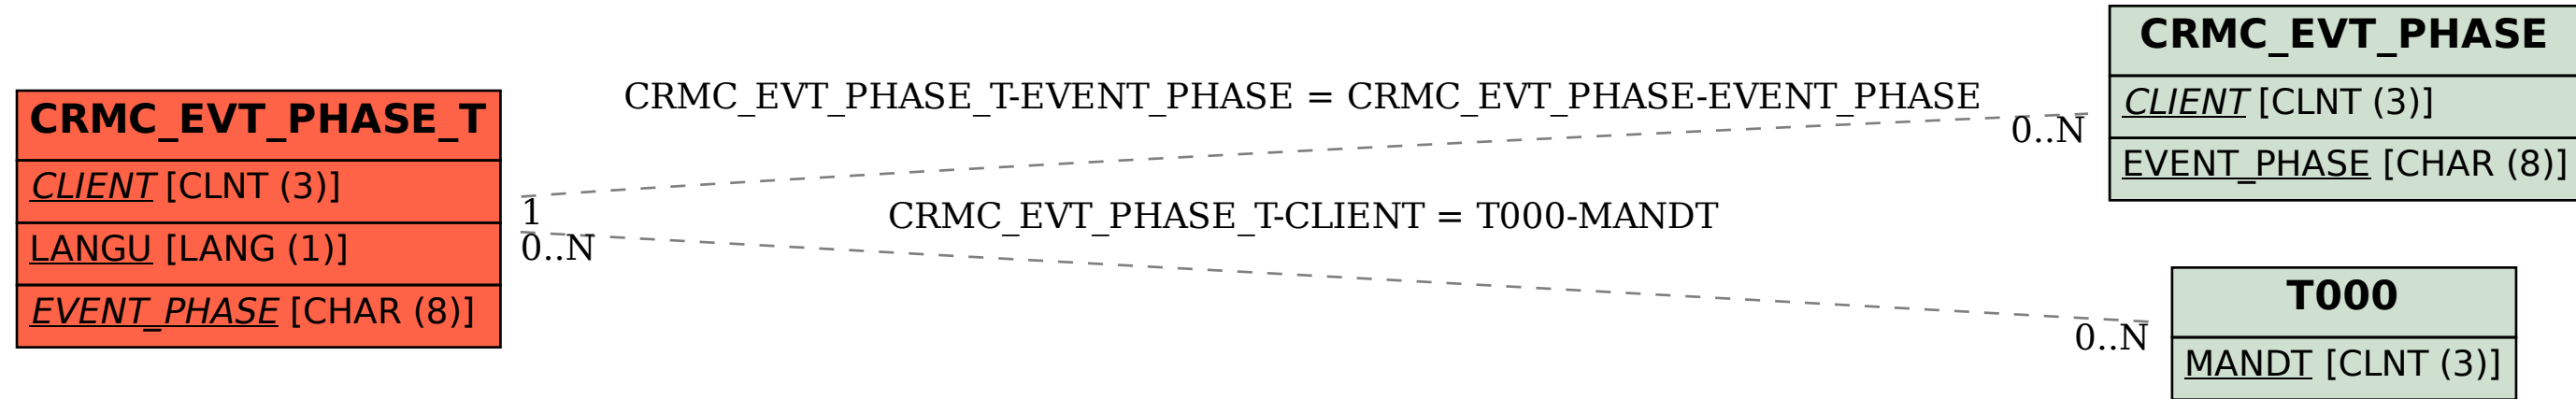 CRMC_EVT_PHASE_T
CLIENT [CLNT (3)]
LANGU [LANG (1)]
EVENT_PHASE [CHAR (8)]
CRMC_EVT_PHASE_T-EVENT_PHASE = CRMC_EVT_PHASE-EVENT_PHASE
1
0..N
CRMC_EVT_PHASE_T-CLIENT = T000-MANDT
0..N
0..N
CRMC_EVT_PHASE
CLIENT [CLNT (3)]
EVENT_PHASE [CHAR (8)]
T000
MANDT [CLNT (3)]